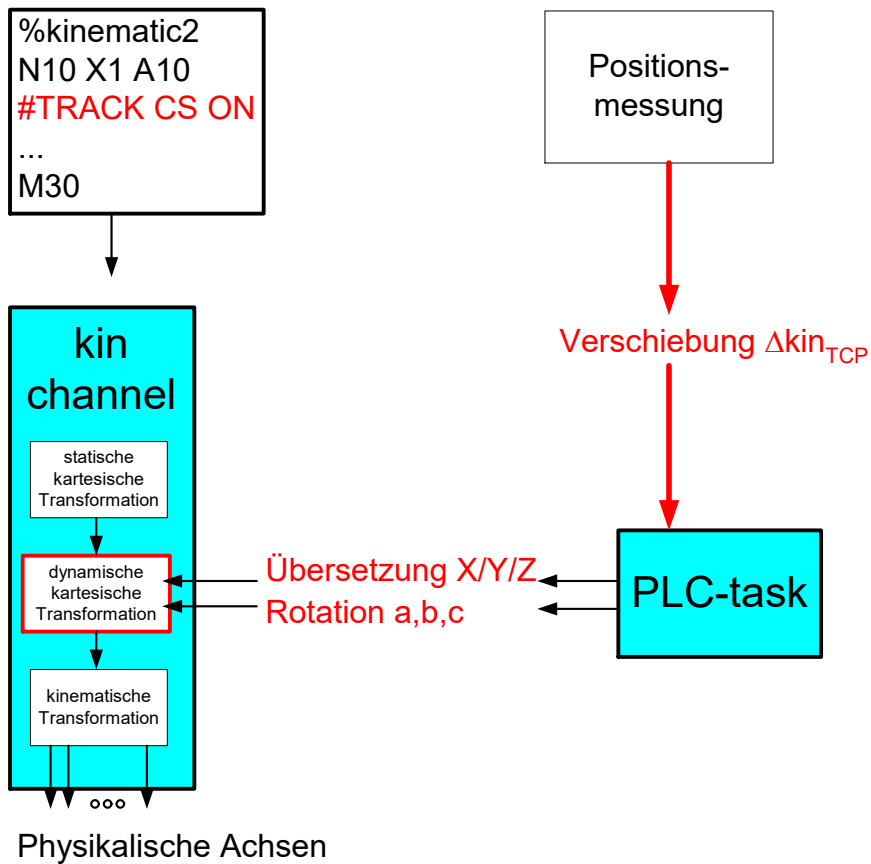 %kinematic2
N10 X1 A10
#TRACK CS ON
...
M30
Positions-
messung
Verschiebung ΔkinTCP
kin
channel
statische
kartesische
Transformation
dynamische
kartesische
Transformation
Übersetzung X/Y/Z
Rotation a,b,c
PLC-task
kinematische
Transformation
Physikalische Achsen